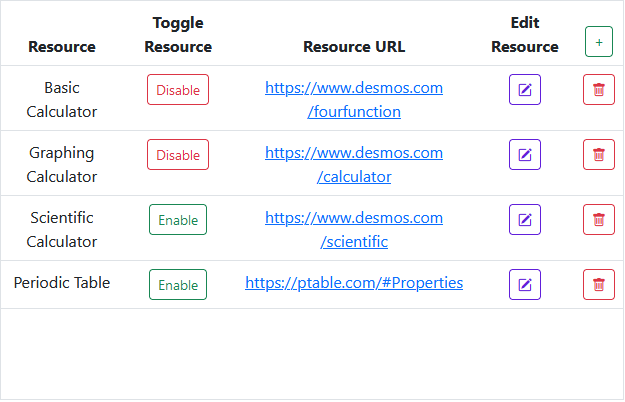 Resource
Toggle
Resource
Resource URL
Edit
Resource
+
Basic
Calculator
Disable
https://www.desmos.com
/fourfunction
Graphing
Calculator
Disable
https://www.desmos.com
/calculator
Scientific
Calculator
Enable
https://www.desmos.com
/scientific
Periodic Table
Enable
https://ptable.com/#Properties